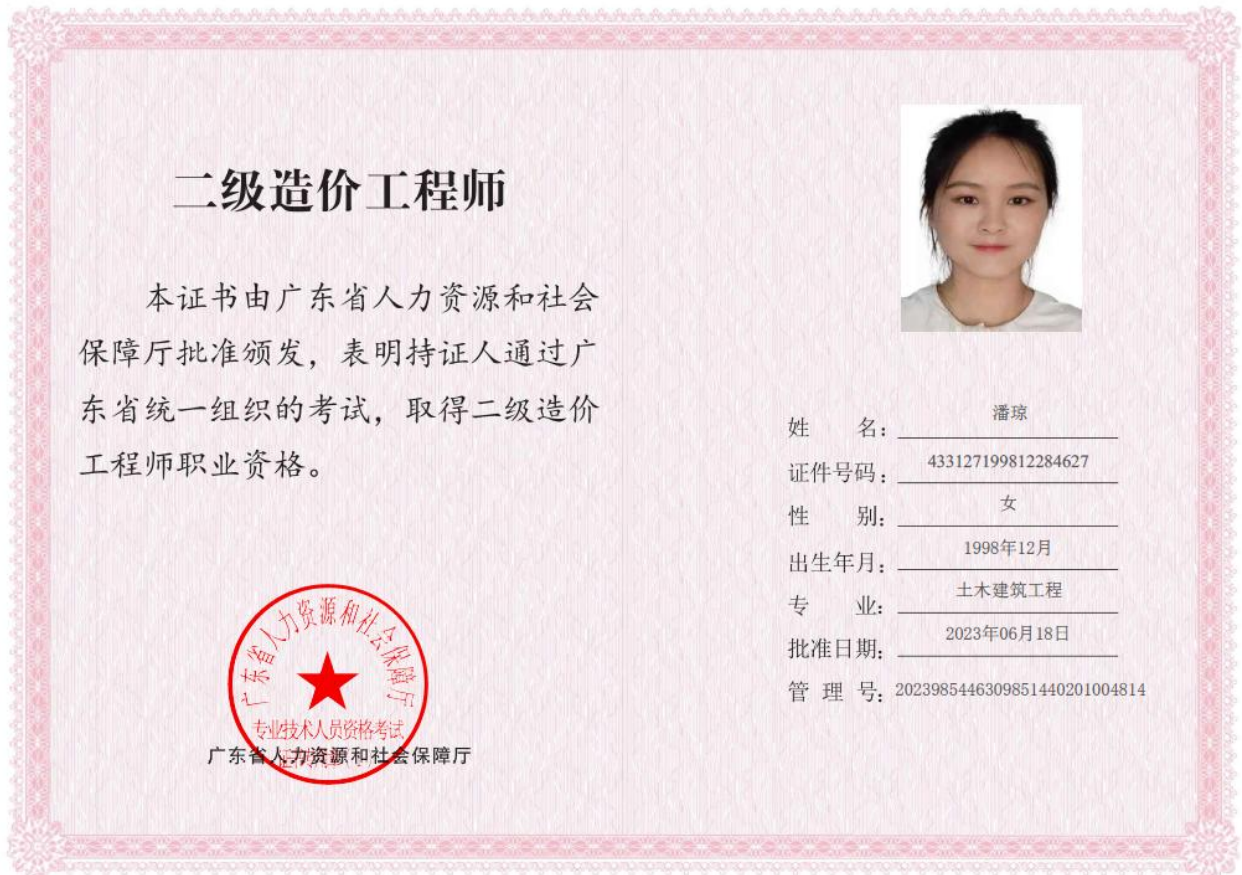 二级造价工程师
本证书由广东省人力资源和社会
保障厅批准颁发，表明持证人通过广
东省统一组织的考试，取得二级造价
工程师职业资格。
广东省人力资源和社会保障厅
专业技术人员资格考试
广东省人力资源和社会保障厅
姓 名：潘琼
证件号码：433127199812284627
性 别：女
出生年月：1998年12月
专 业：土木建筑工程
批准日期：2023年06月18日
管 理 号：2023985446309851440201004814